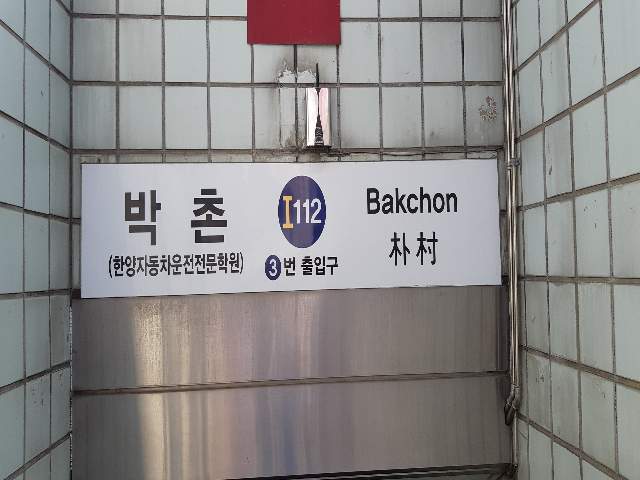 박 촌
(한양자동차운전전문학원)
I112
3번 출입구
Bakchon
朴村